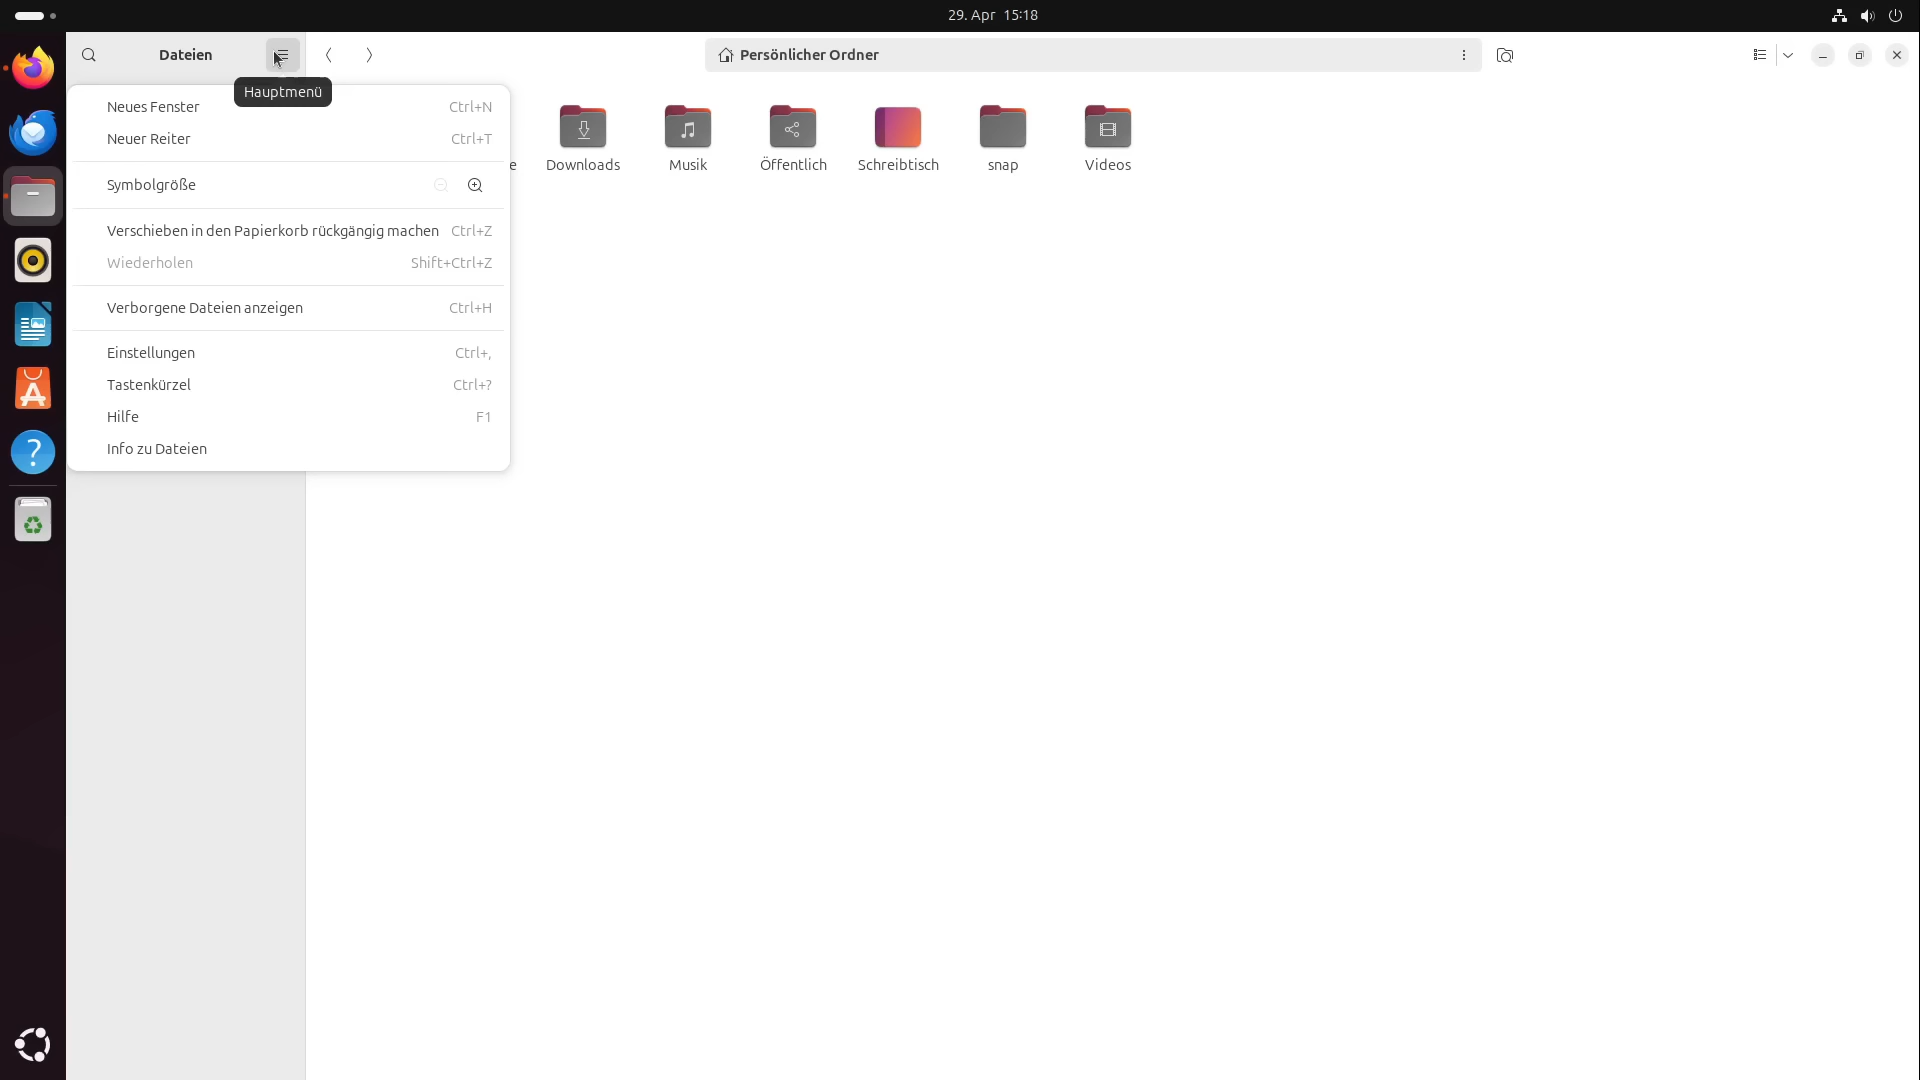 29. Apr 15:18
Dateien
Persönlicher Ordner
Hauptmenü
Neues Fenster Ctrl+N
Neuer Reiter Ctrl+T
Symbolgröße
Verschieben in den Papierkorb rückgängig machen Ctrl+Z
Wiederholen Shift+Ctrl+Z
Verborgene Dateien anzeigen Ctrl+H
Einstellungen Ctrl+,
Tastenkürzel Ctrl+?
Hilfe F1
Info zu Dateien
Downloads
Musik
Öffentlich
Schreibtisch
snap
Videos